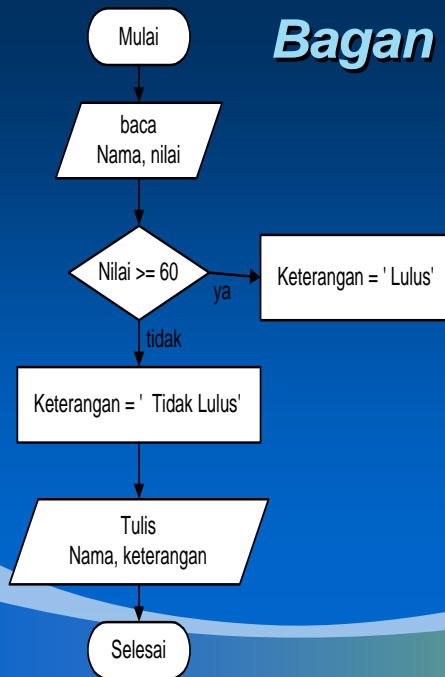 Bagan
Mulai
baca
Nama, nilai
Nilai >= 60
ya
Keterangan = ' Lulus'
tidak
Keterangan = ' Tidak Lulus'
Tulis
Nama, keterangan
Selesai